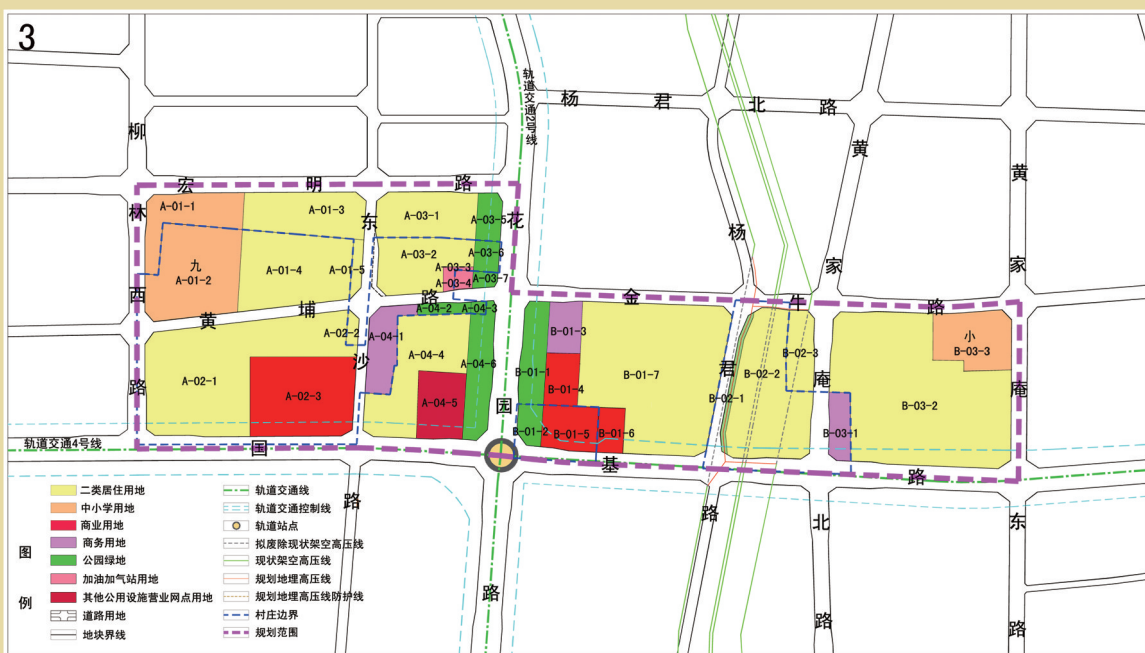 3
轨道交通2号线
杨君北路
柳林西路
宏明路
花园路
东沙路
黄埔路
金牛路
杨君路
黄家庵北路
黄家庵东路
国基路
轨道交通4号线
A-01-1
A-01-3
九
A-01-2
A-01-4
A-01-5
A-03-1
A-03-5
A-03-2
A-03-6
A-03-3
A-03-4
A-03-7
A-02-2
A-02-1
A-02-3
A-04-1
A-04-2
A-04-3
A-04-4
A-04-6
A-04-5
B-01-3
B-01-1
B-01-4
B-01-7
B-01-2
B-01-5
B-01-6
B-02-3
B-02-2
B-02-1
小
B-03-3
B-03-2
B-03-1
图例
二类居住用地
中小学用地
商业用地
商务用地
公园绿地
加油加气站用地
其他公用设施营业网点用地
道路用地
地块界线
轨道交通线
轨道交通控制线
轨道站点
拟废除现状架空高压线
现状架空高压线
规划地埋高压线
规划地埋高压线防护线
村庄边界
规划范围